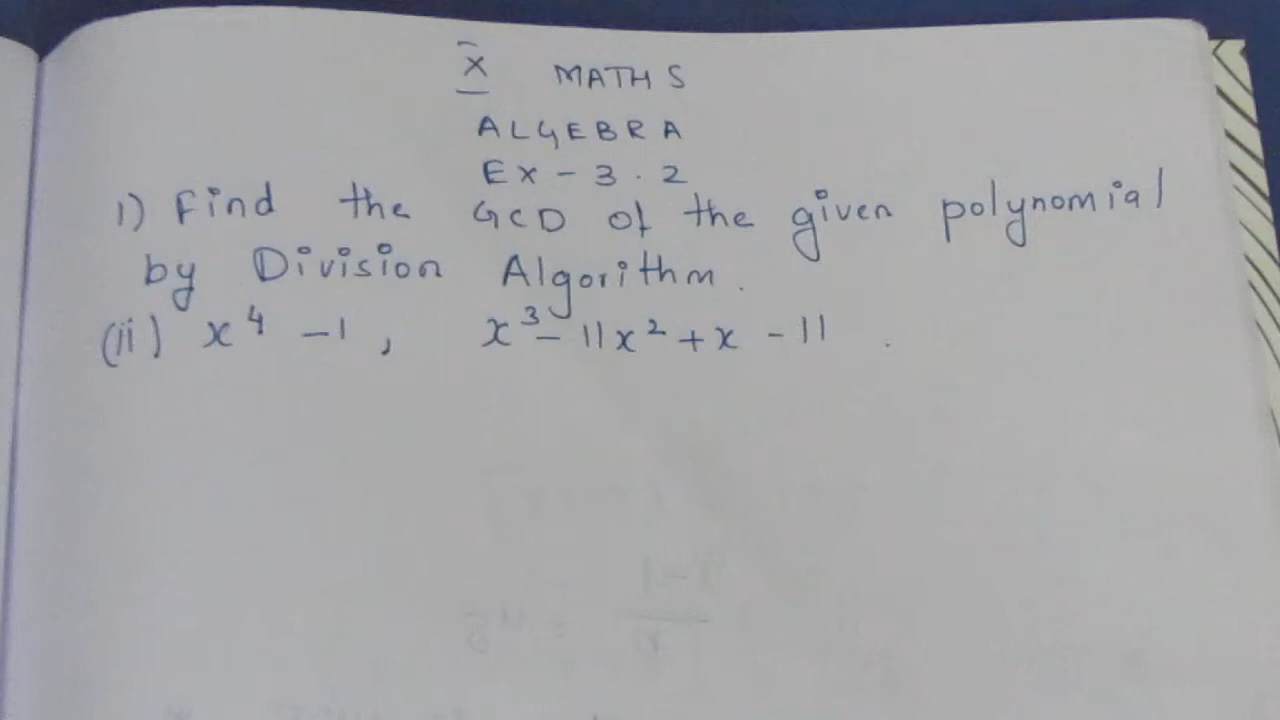 X MATHS
ALGEBRA
EX - 3.2
1) Find the GCD of the given polynomial
by Division Algorithm.
(ii) x⁴ - 1, x³ - 11x² + x - 11.